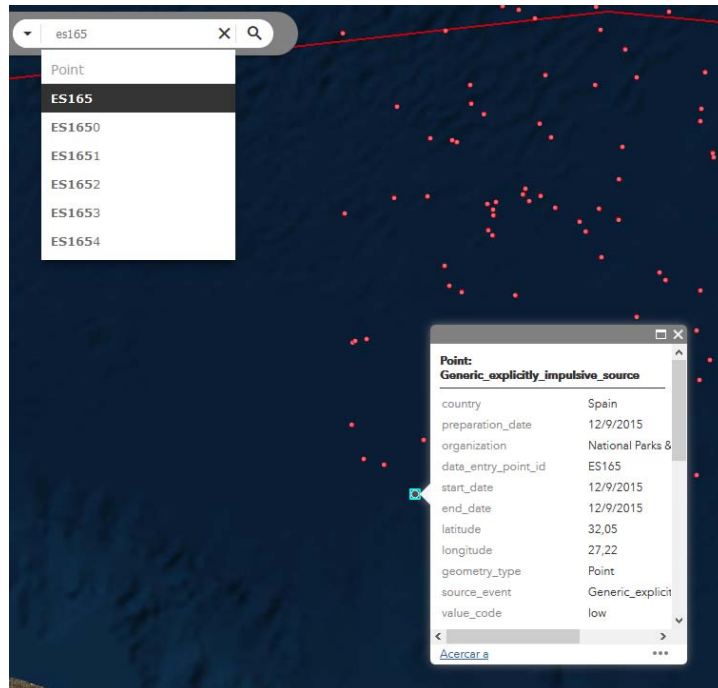 es165
Point
ES165
ES1650
ES1651
ES1652
ES1653
ES1654
Point:
Generic_explicitly_impulsive_source
country Spain
preparation_date 12/9/2015
organization National Parks &
data_entry_point_id ES165
start_date 12/9/2015
end_date 12/9/2015
latitude 32,05
longitude 27,22
geometry_type Point
source_event Generic_explicit
value_code low
Acercar a